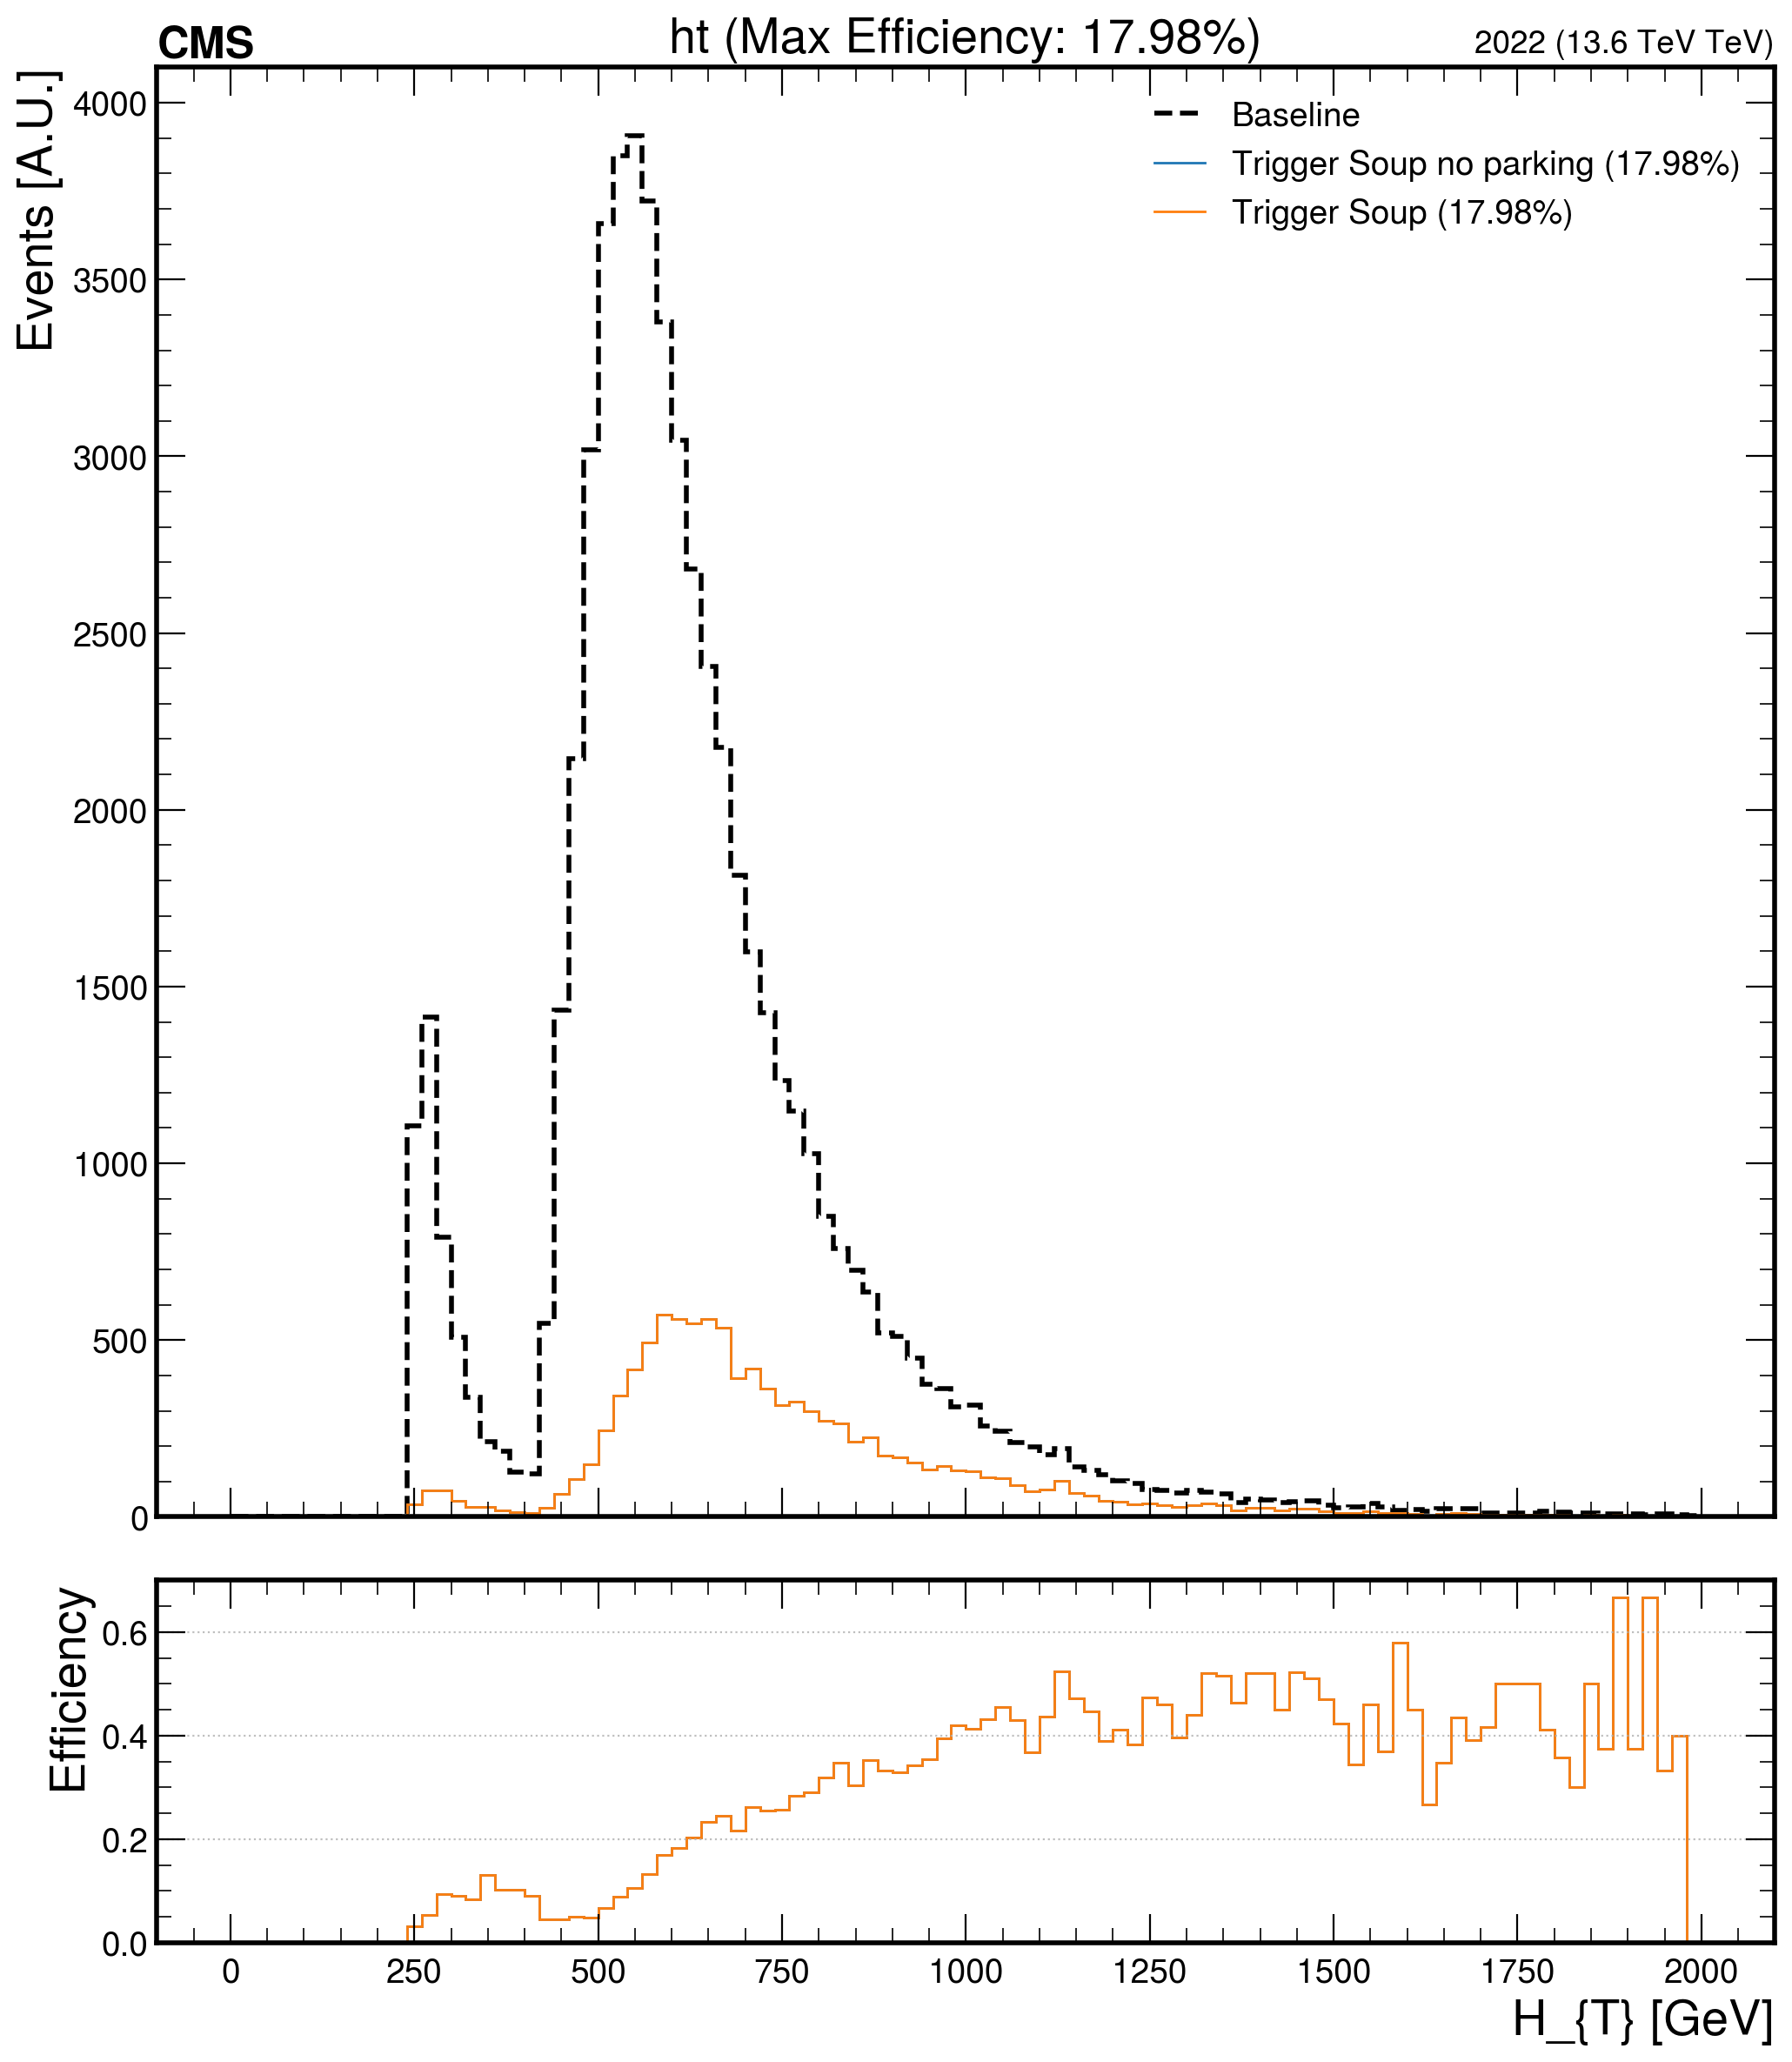 CMS
ht (Max Efficiency: 17.98%)
2022 (13.6 TeV TeV)
Events [A.U.]
4000
3500
3000
2500
2000
1500
1000
500
0
Baseline
Trigger Soup no parking (17.98%)
Trigger Soup (17.98%)
Efficiency
0.6
0.4
0.2
0.0
0 250 500 750 1000 1250 1500 1750 2000
H_{T} [GeV]